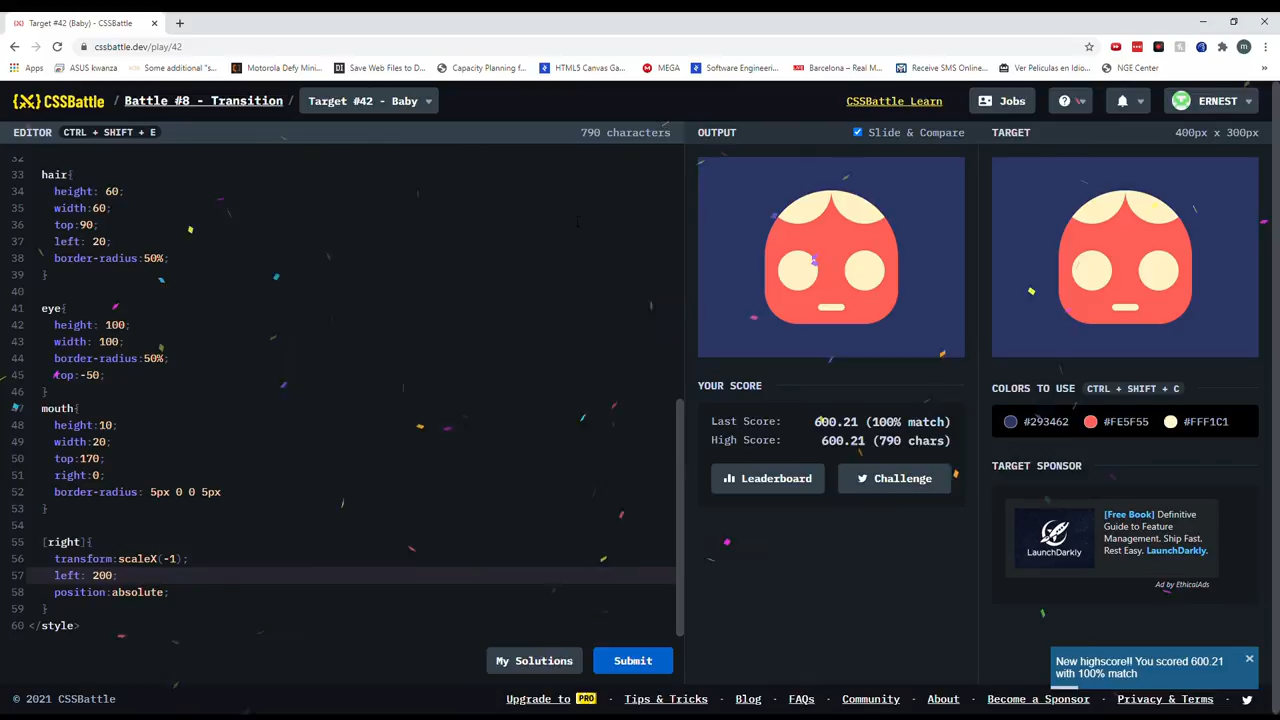 Target #42 (Baby) - CSSBattle
cssbattle.dev/play/42
Apps ASUS kwanza Some additional "s... Motorola Defy Mini... Save Web Files to D... Capacity Planning f... HTML5 Canvas Ga... MEGA Software Engineeri... Barcelona – Real M... Receive SMS Online... Ver Peliculas en Idio... NGE Center »
CSSBATTLE / Battle #8 - Transition / Target #42 - Baby CSSBattle Learn Jobs ERNEST
EDITOR CTRL + SHIFT + E 790 characters OUTPUT Slide & Compare TARGET 400px x 300px
32
33 hair{
34 height: 60;
35 width:60;
36 top:90;
37 left: 20;
38 border-radius:50%;
39 }
40
41 eye{
42 height: 100;
43 width: 100;
44 border-radius:50%;
45 top:-50;
46 }
47 mouth{
48 height:10;
49 width:20;
50 top:170;
51 right:0;
52 border-radius: 5px 0 0 5px
53 }
54
55 [right]{
56 transform:scaleX(-1);
57 left: 200;
58 position:absolute;
59 }
60 </style>
My Solutions Submit
YOUR SCORE
Last Score: 600.21 (100% match)
High Score: 600.21 (790 chars)
Leaderboard Challenge
COLORS TO USE CTRL + SHIFT + C
#293462 #FE5F55 #FFF1C1
TARGET SPONSOR
LaunchDarkly
[Free Book] Definitive
Guide to Feature
Management. Ship Fast.
Rest Easy. LaunchDarkly.
Ad by EthicalAds
New highscore!! You scored 600.21
with 100% match
© 2021 CSSBattle Upgrade to PRO · Tips & Tricks · Blog · FAQs · Community · About · Become a Sponsor · Privacy & Terms ·